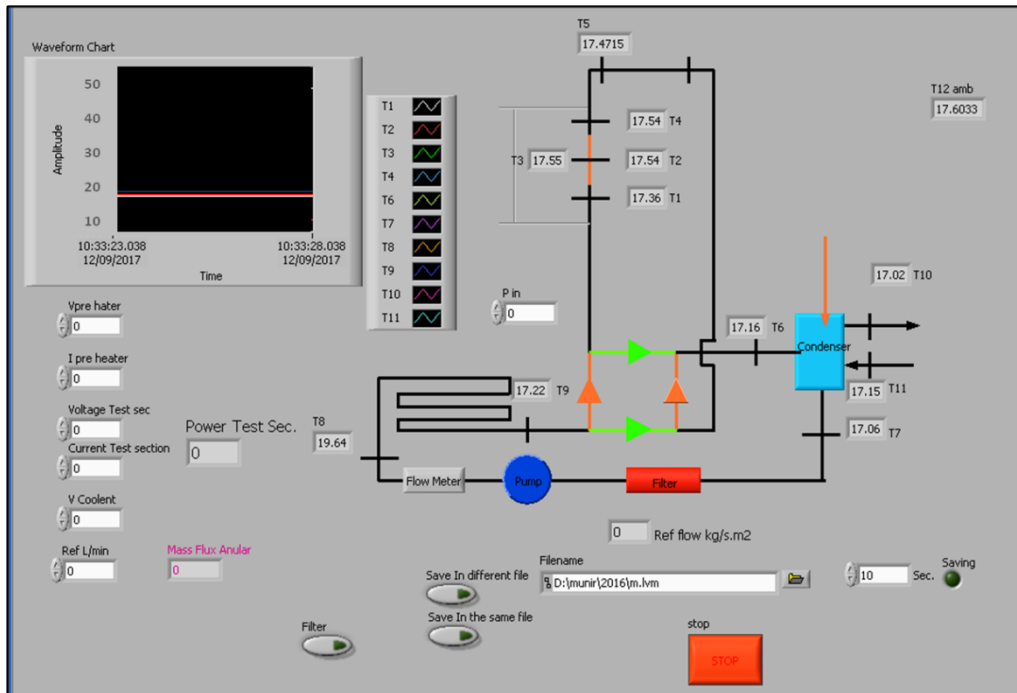 Waveform Chart
50
40
30
20
10
Amplitude
10:33:23.038
12/09/2017
10:33:28.038
12/09/2017
Time
T1
T2
T3
T4
T6
T7
T8
T9
T10
T11
T5
17.4715
T12 amb
17.6033
17.54 T4
T3 17.55
17.54 T2
17.36 T1
P in
0
17.02 T10
17.16 T6
Condenser
17.15 T11
17.06 T7
17.22 T9
T8
19.64
Flow Meter
Pump
Filter
Vpre hater
0
I pre heater
0
Voltage Test sec
0
Current Test section
0
Power Test Sec.
0
V Coolent
0
Ref L/min
0
Mass Flux Anular
0
0 Ref flow kg/s.m2
Filename
D:\munir\2016\m.lvm
10 Sec.
Saving
Save In different file
Save In the same file
Filter
stop
STOP